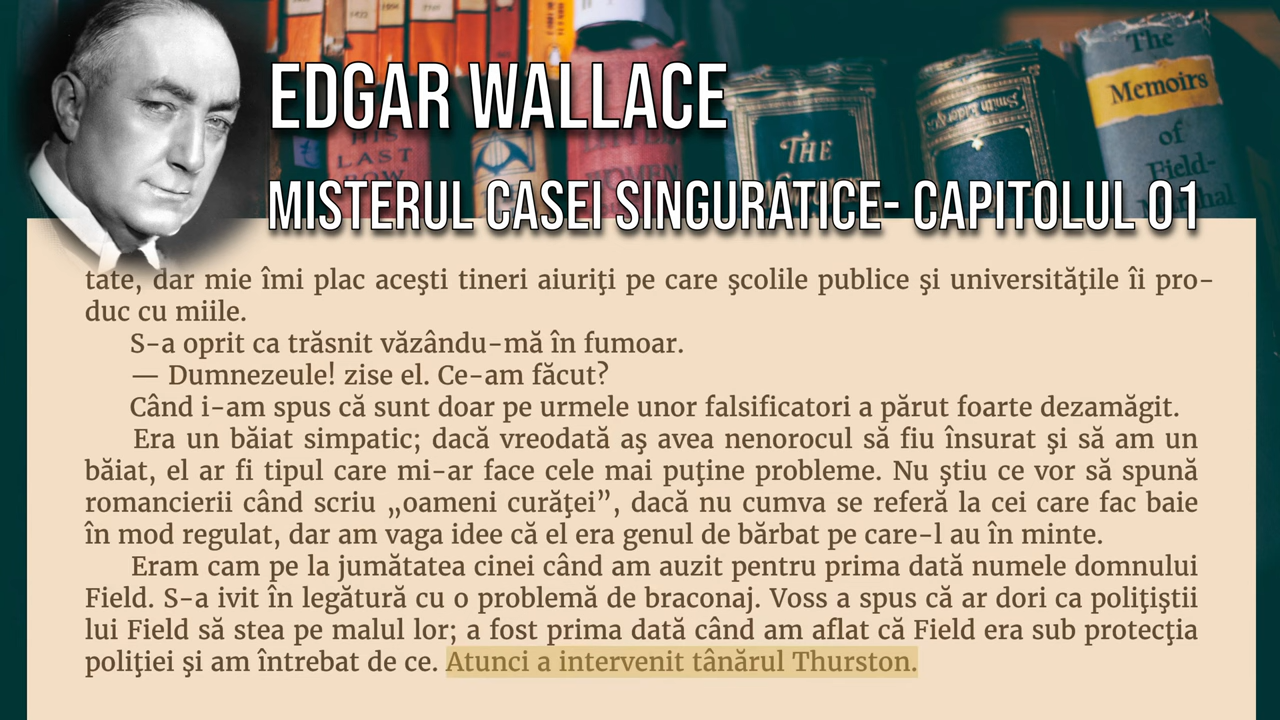 EDGAR WALLACE
MISTERUL CASEI SINGURATICE- CAPITOLUL 01
HIS
LAST
BOW
WOMEN
THE
Smith Elder & Co
The
Memoirs
of
Field-
tate, dar mie îmi plac aceşti tineri aiuriţi pe care şcolile publice şi universităţile îi pro-
duc cu miile.
S-a oprit ca trăsnit văzându-mă în fumoar.
— Dumnezeule! zise el. Ce-am făcut?
Când i-am spus că sunt doar pe urmele unor falsificatori a părut foarte dezamăgit.
Era un băiat simpatic; dacă vreodată aş avea nenorocul să fiu însurat şi să am un
băiat, el ar fi tipul care mi-ar face cele mai puţine probleme. Nu ştiu ce vor să spună
romancierii când scriu „oameni curăţei”, dacă nu cumva se referă la cei care fac baie
în mod regulat, dar am vaga idee că el era genul de bărbat pe care-l au în minte.
Eram cam pe la jumătatea cinei când am auzit pentru prima dată numele domnului
Field. S-a ivit în legătură cu o problemă de braconaj. Voss a spus că ar dori ca poliţiştii
lui Field să stea pe malul lor; a fost prima dată când am aflat că Field era sub protecţia
poliţiei şi am întrebat de ce. Atunci a intervenit tânărul Thurston.